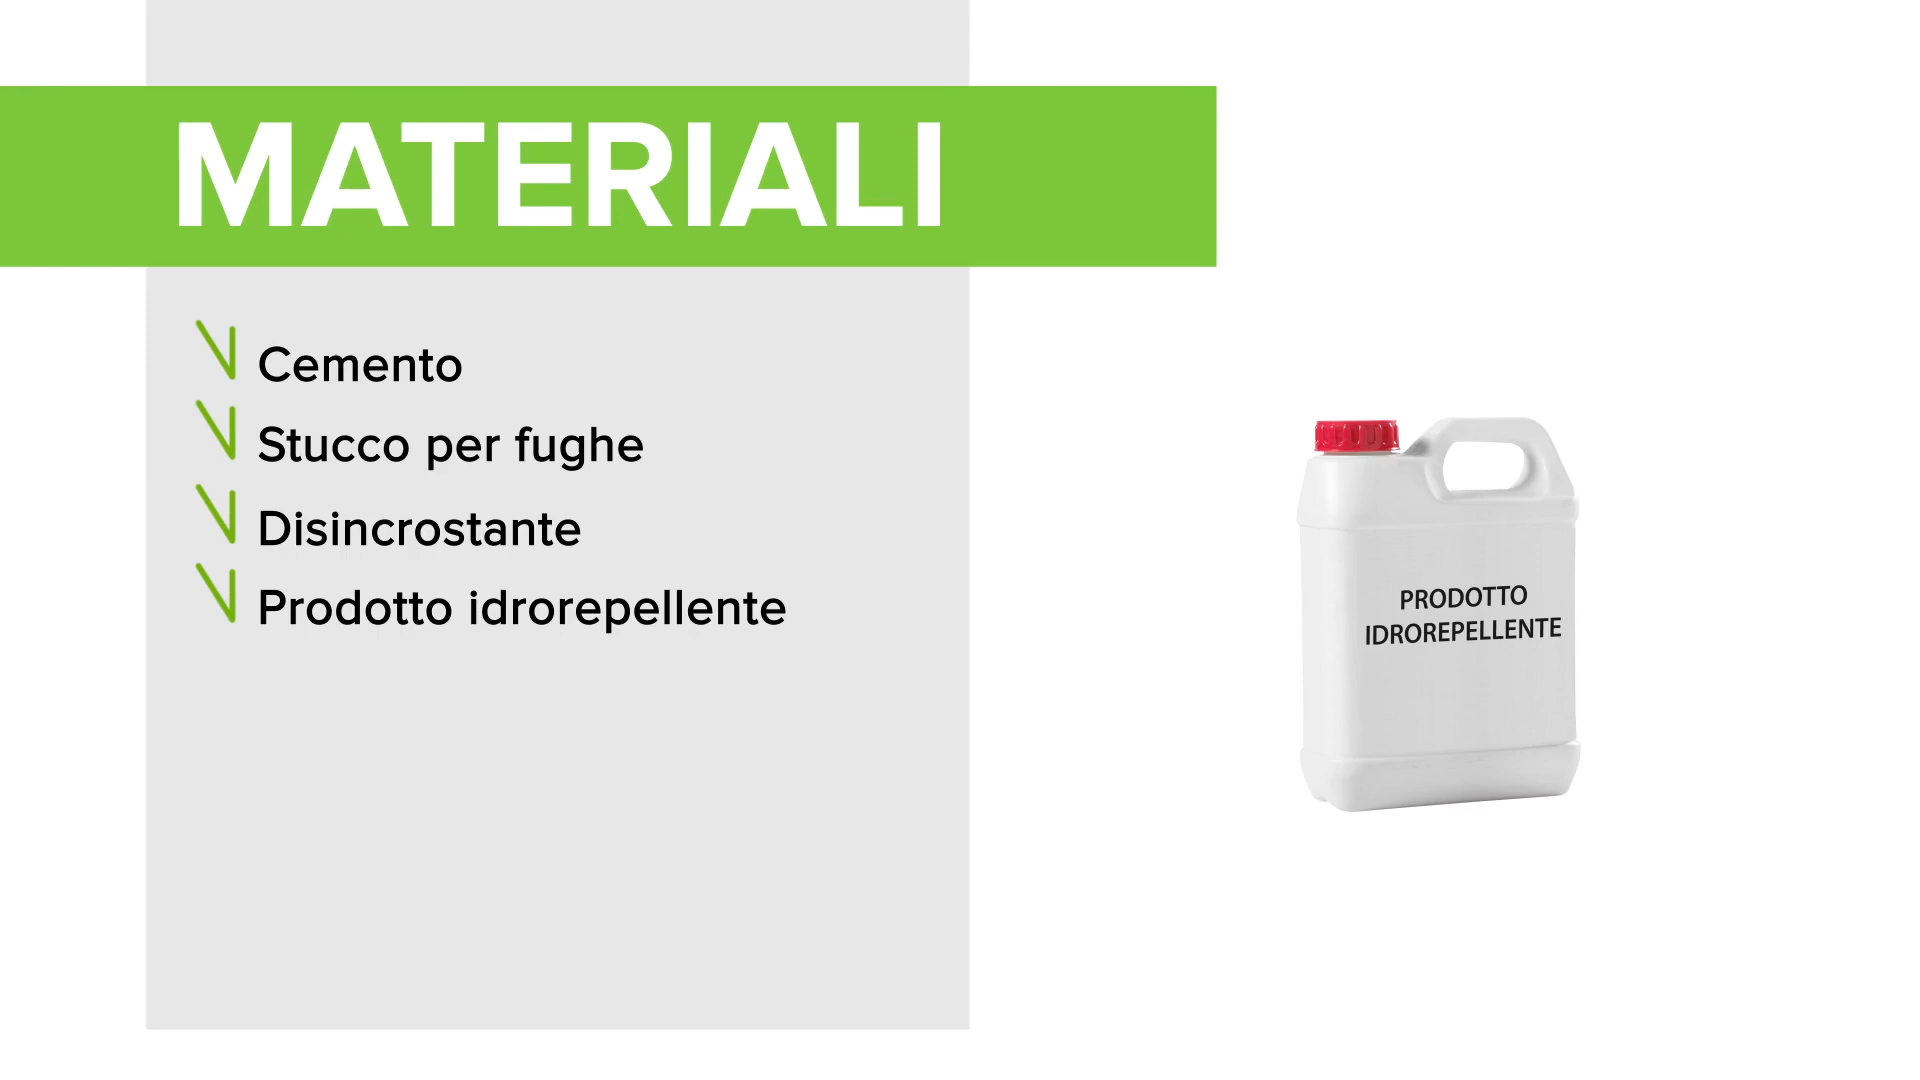 MATERIALI
Cemento
Stucco per fughe
Disincrostante
Prodotto idrorepellente
PRODOTTO
IDROREPELLENTE